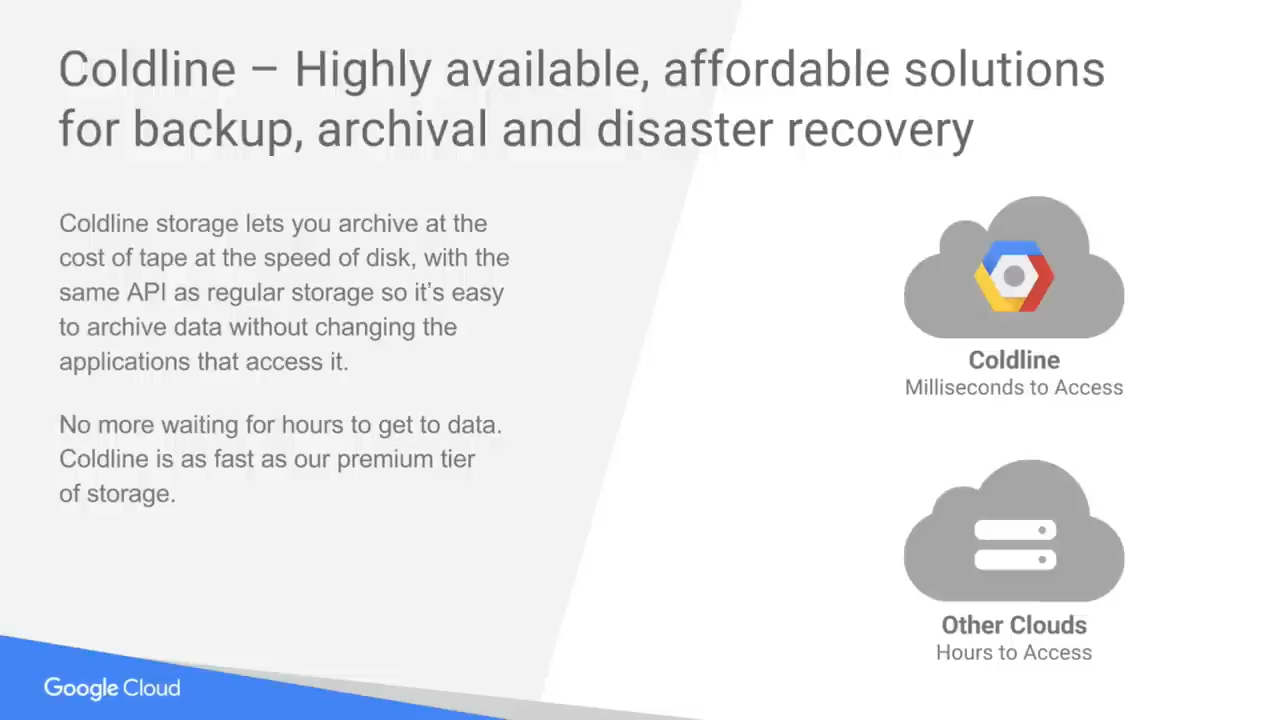 Coldline – Highly available, affordable solutions
for backup, archival and disaster recovery
Coldline storage lets you archive at the
cost of tape at the speed of disk, with the
same API as regular storage so it’s easy
to archive data without changing the
applications that access it.
No more waiting for hours to get to data.
Coldline is as fast as our premium tier
of storage.
Coldline
Milliseconds to Access
Other Clouds
Hours to Access
Google Cloud